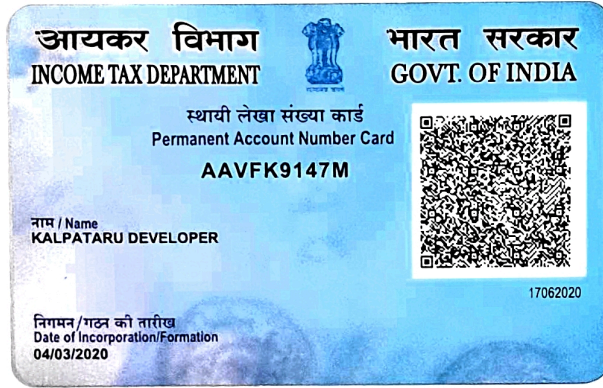 आयकर विभाग
INCOME TAX DEPARTMENT
भारत सरकार
GOVT. OF INDIA
स्थायी लेखा संख्या कार्ड
Permanent Account Number Card
AAVFK9147M
नाम / Name
KALPATARU DEVELOPER
17062020
निगमन/गठन की तारीख
Date of Incorporation/Formation
04/03/2020